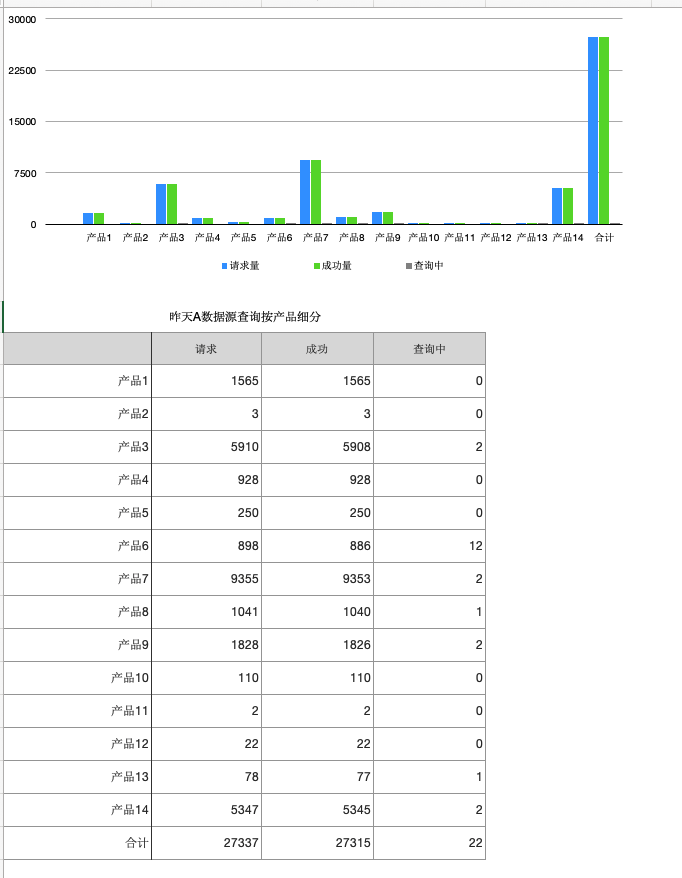 30000
22500
15000
7500
0
产品1 产品2 产品3 产品4 产品5 产品6 产品7 产品8 产品9 产品10 产品11 产品12 产品13 产品14 合计
请求量 成功量 查询中
昨天A数据源查询按产品细分
请求 成功 查询中
产品1 1565 1565 0
产品2 3 3 0
产品3 5910 5908 2
产品4 928 928 0
产品5 250 250 0
产品6 898 886 12
产品7 9355 9353 2
产品8 1041 1040 1
产品9 1828 1826 2
产品10 110 110 0
产品11 2 2 0
产品12 22 22 0
产品13 78 77 1
产品14 5347 5345 2
合计 27337 27315 22